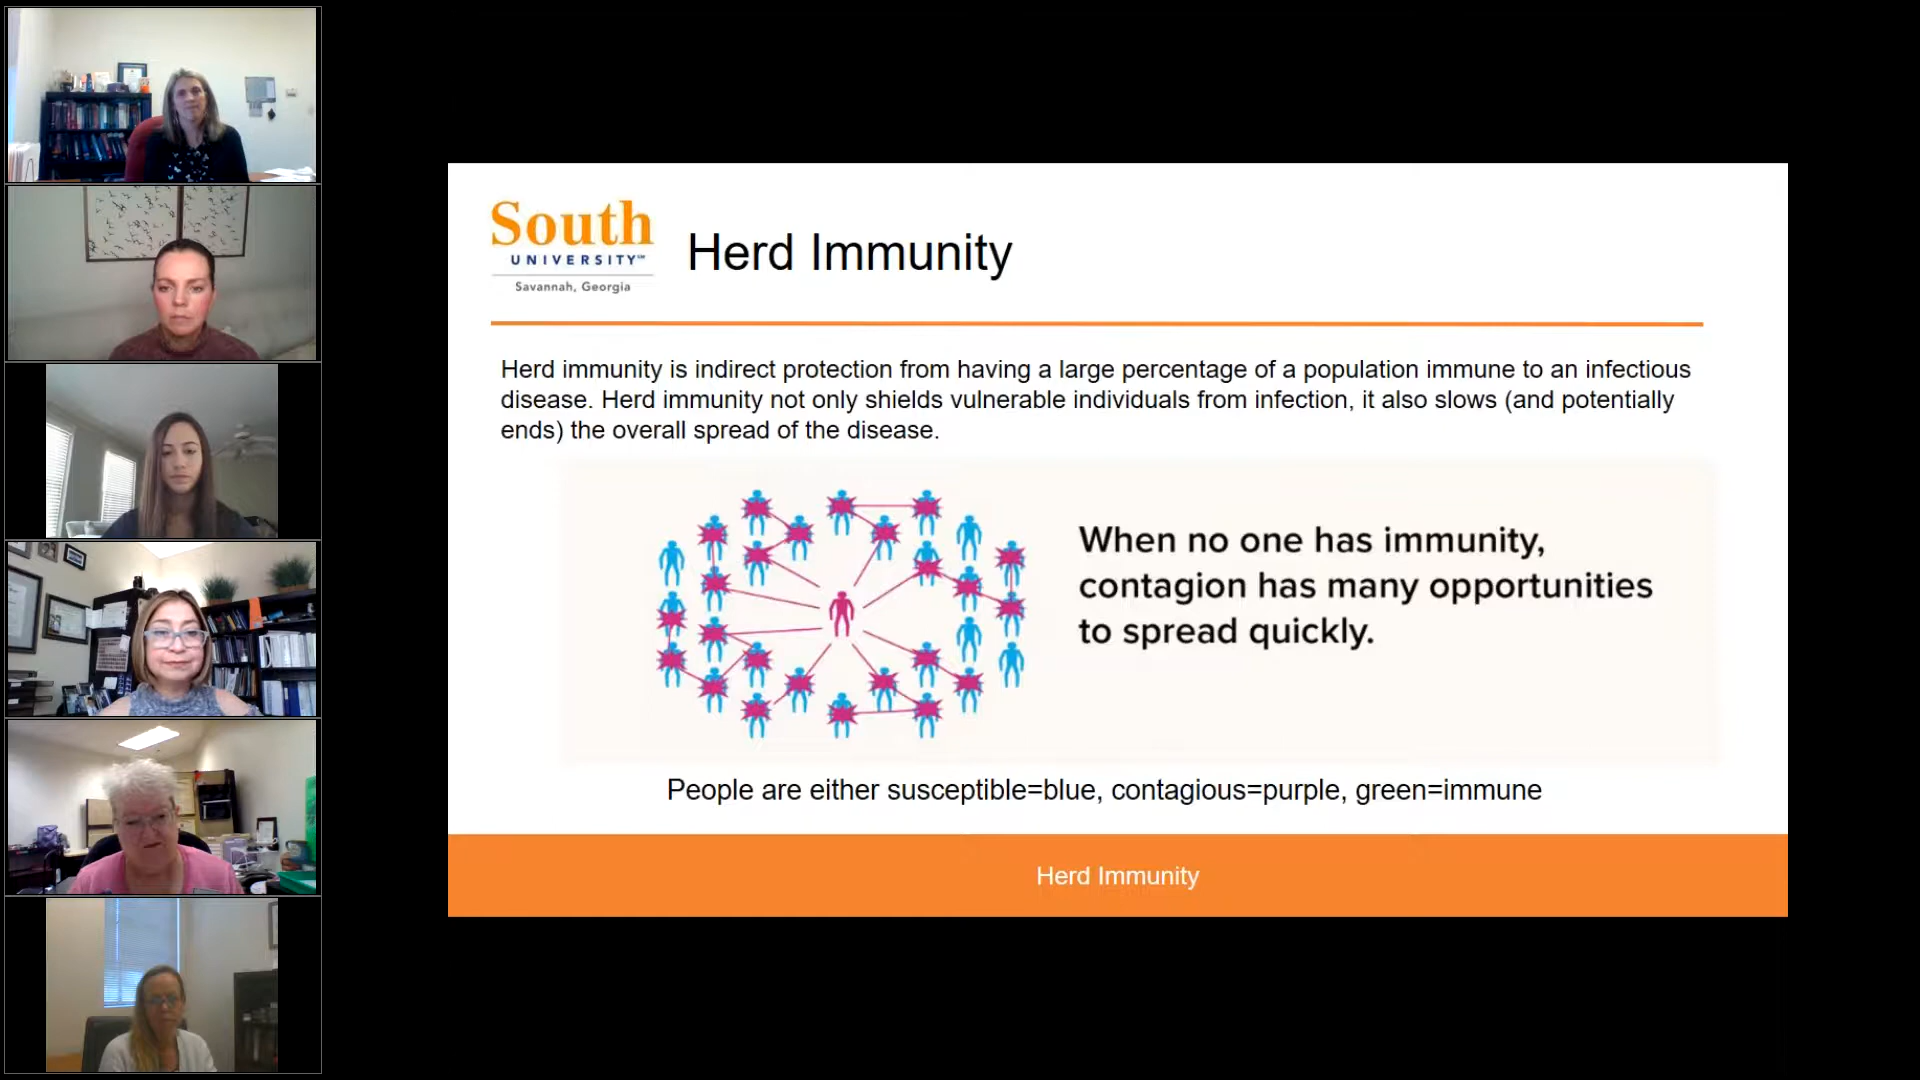 South
UNIVERSITY℠
Savannah, Georgia
Herd Immunity
Herd immunity is indirect protection from having a large percentage of a population immune to an infectious
disease. Herd immunity not only shields vulnerable individuals from infection, it also slows (and potentially
ends) the overall spread of the disease.
When no one has immunity,
contagion has many opportunities
to spread quickly.
People are either susceptible=blue, contagious=purple, green=immune
Herd Immunity